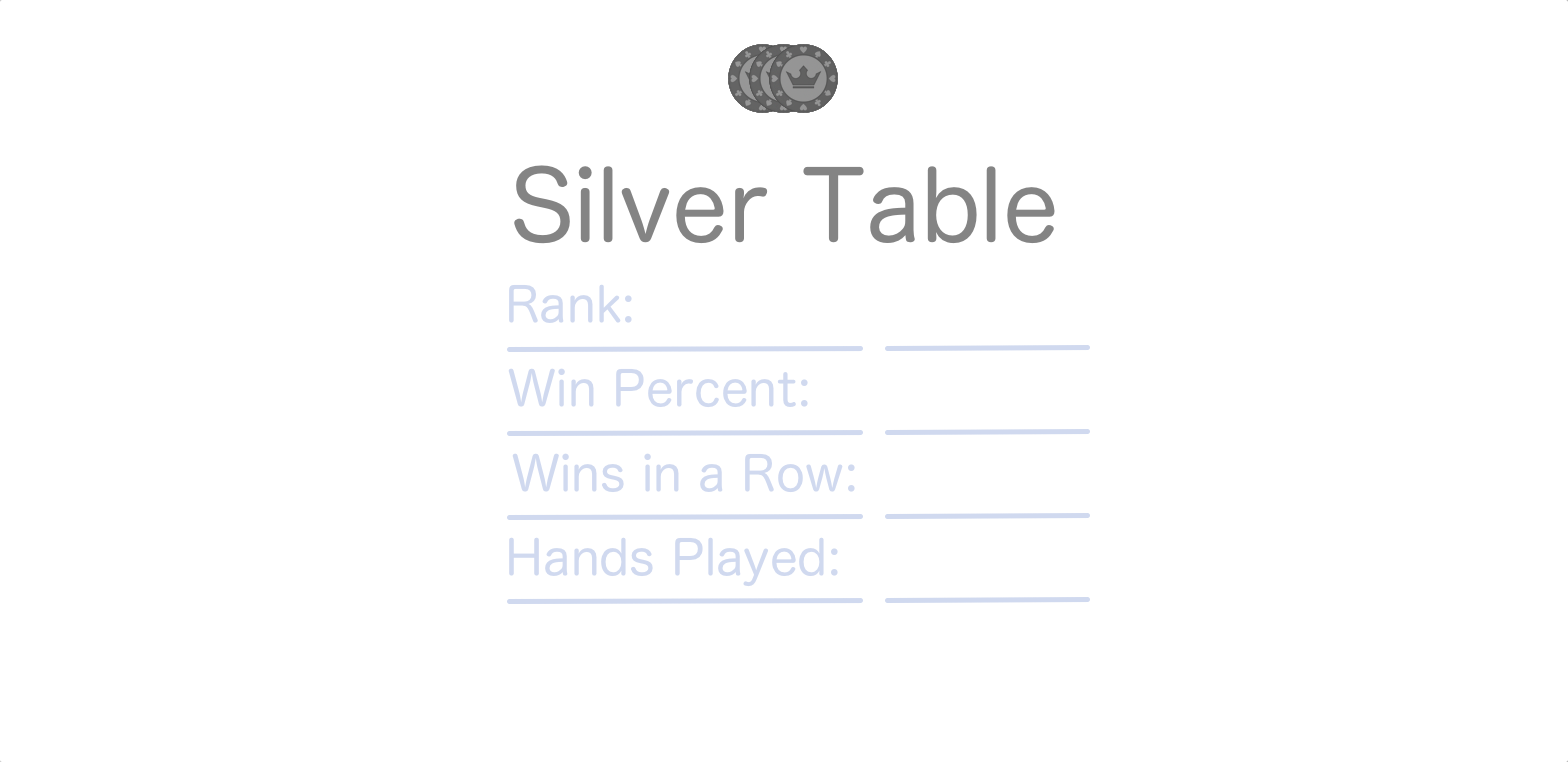 Silver Table
Rank:
Win Percent:
Wins in a Row:
Hands Played: